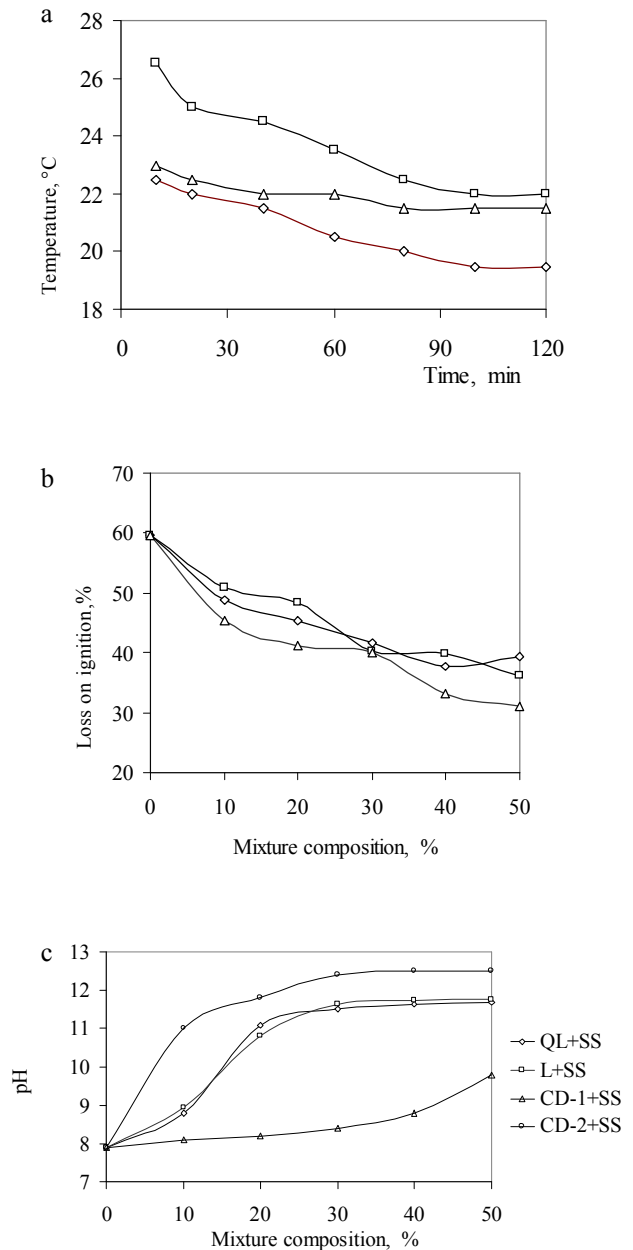 a
28
26
24
22
20
18
Temperature, °C
0 30 60 90 120
Time, min
b
70
60
50
40
30
20
Loss on ignition,%
0 10 20 30 40 50
Mixture composition, %
c
13
12
11
10
9
8
7
pH
0 10 20 30 40 50
Mixture composition, %
QL+SS
L+SS
CD-1+SS
CD-2+SS